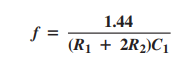 f = 1.44 / (R₁ + 2R₂)C₁